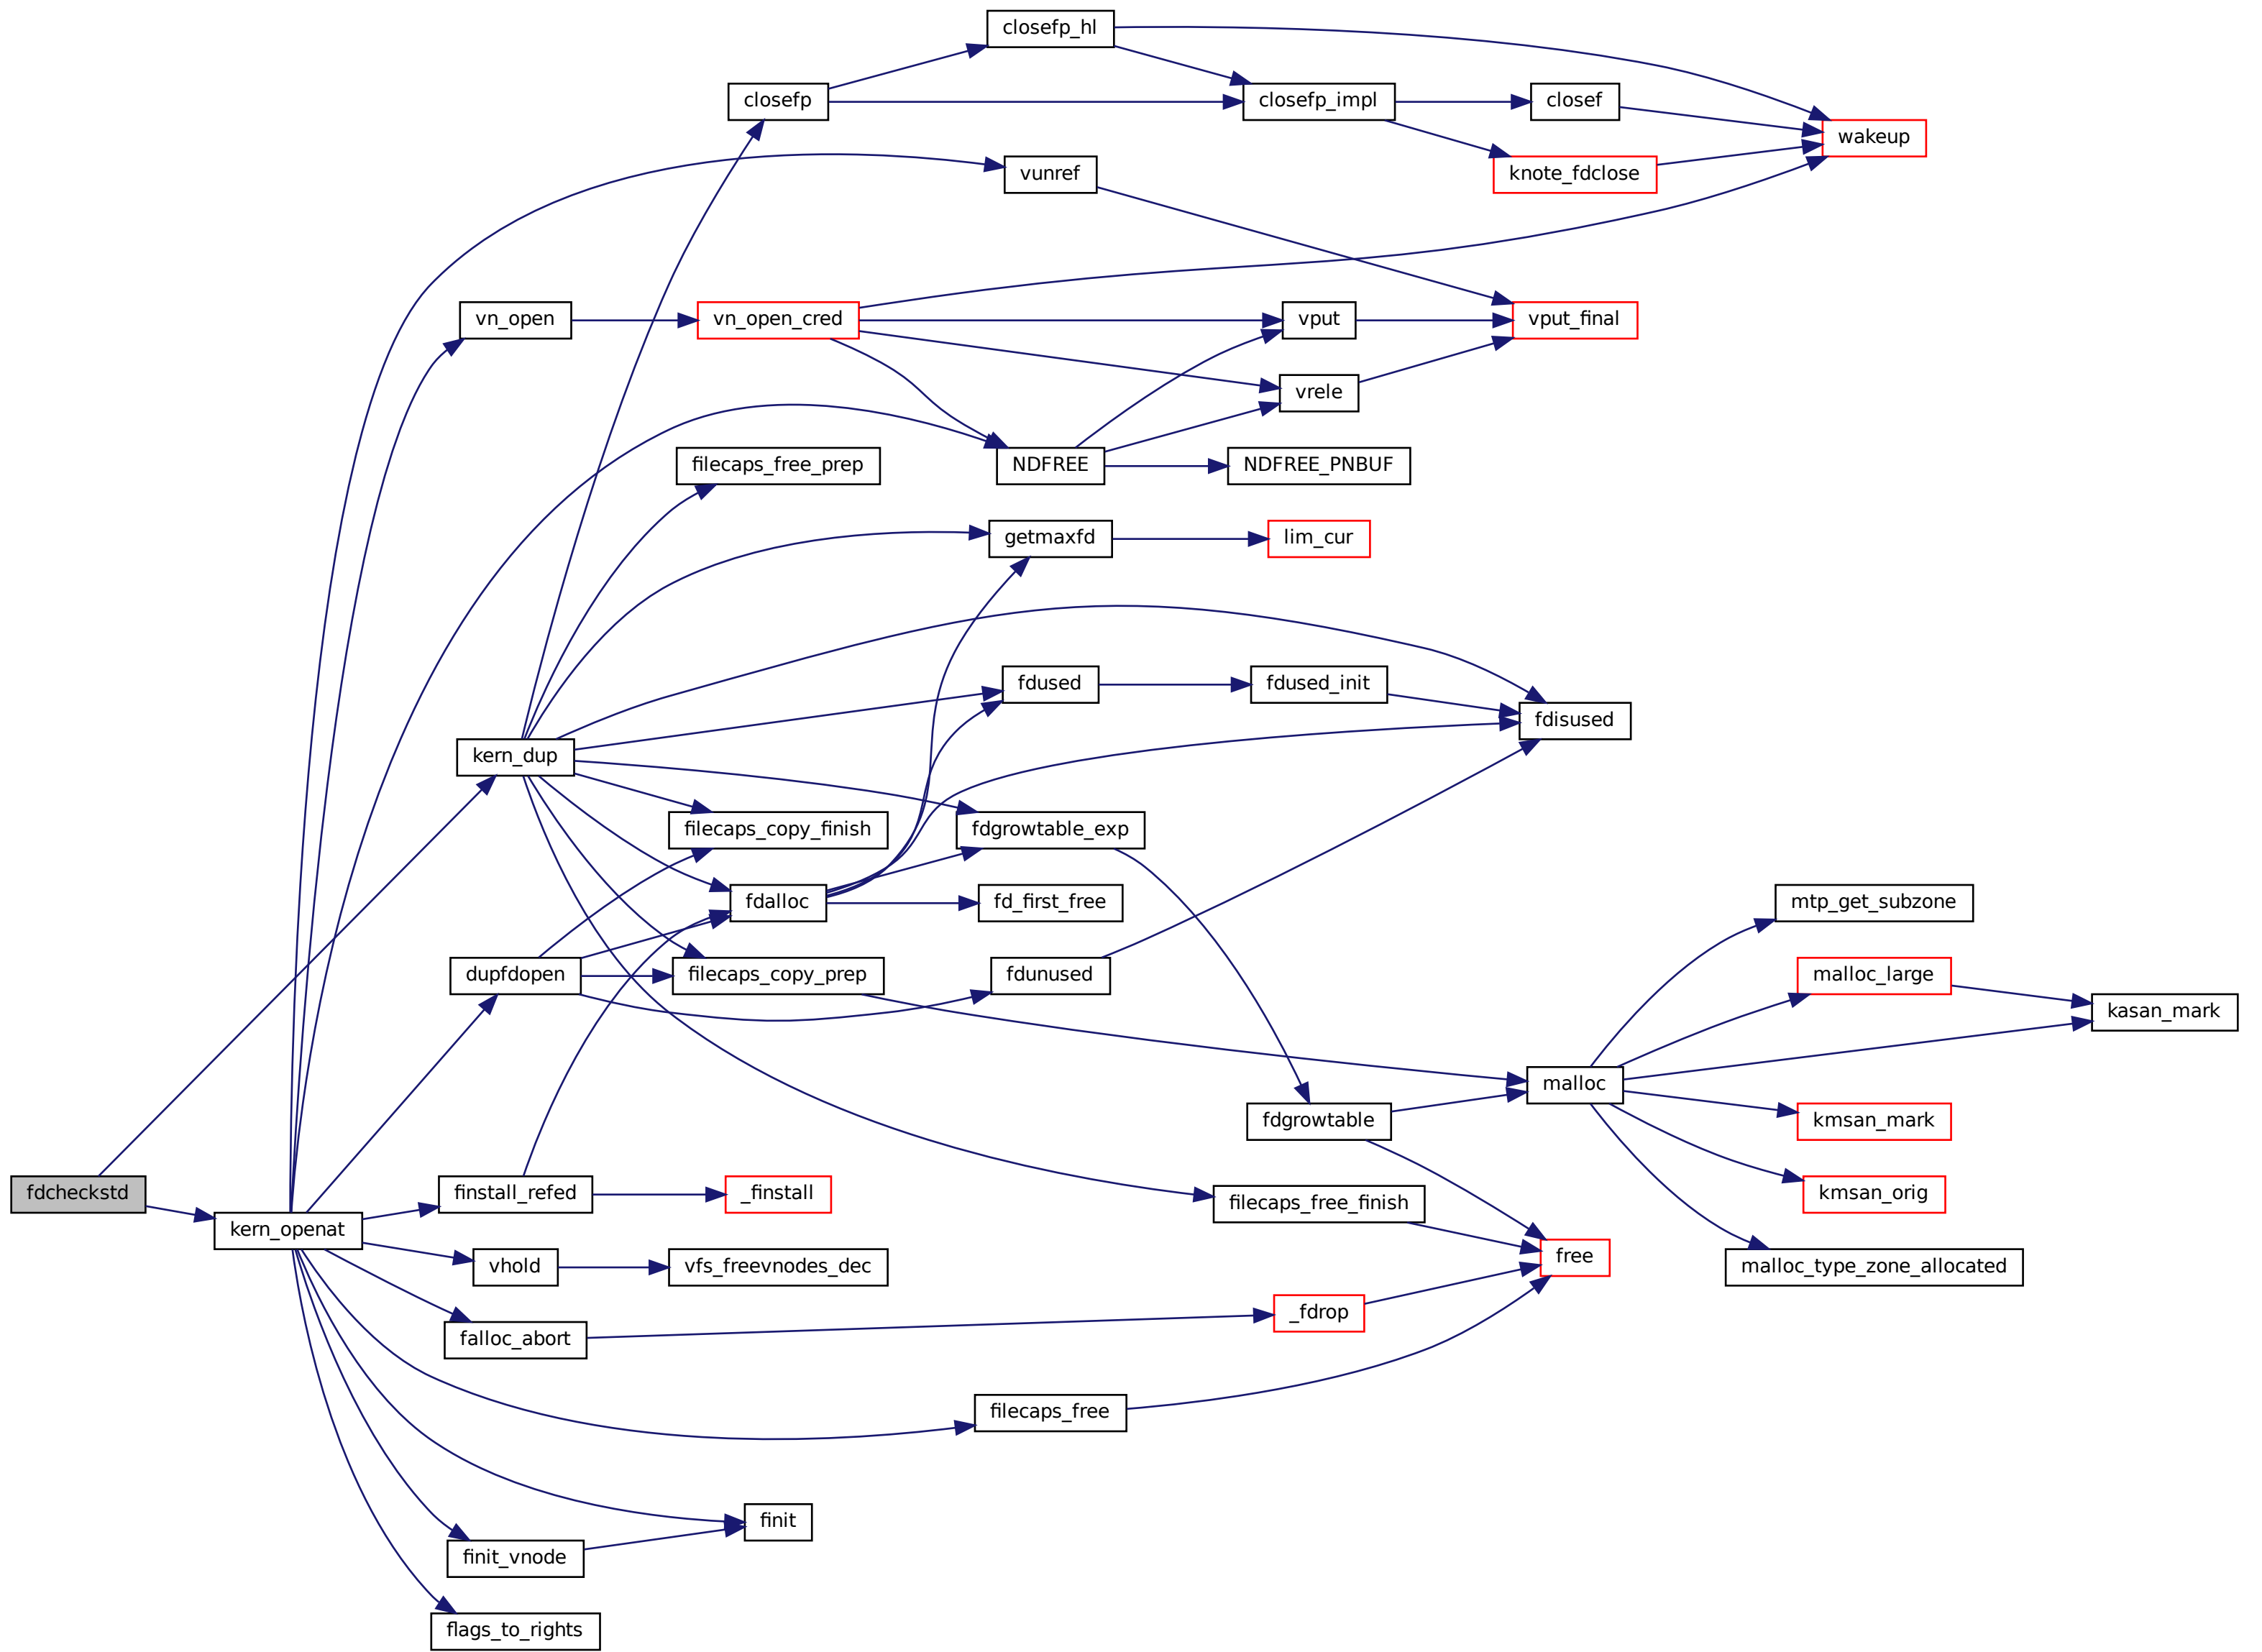 closefp_hl
closefp
closefp_impl
closef
wakeup
vunref
knote_fdclose
vn_open
vn_open_cred
vput
vput_final
vrele
filecaps_free_prep
NDFREE
NDFREE_PNBUF
getmaxfd
lim_cur
fdused
fdused_init
fdisused
kern_dup
filecaps_copy_finish
fdgrowtable_exp
fdalloc
fd_first_free
mtp_get_subzone
dupfdopen
filecaps_copy_prep
fdunused
malloc_large
kasan_mark
malloc
fdgrowtable
kmsan_mark
fdcheckstd
finstall_refed
_finstall
filecaps_free_finish
kmsan_orig
kern_openat
vhold
vfs_freevnodes_dec
free
malloc_type_zone_allocated
falloc_abort
_fdrop
filecaps_free
finit
finit_vnode
flags_to_rights